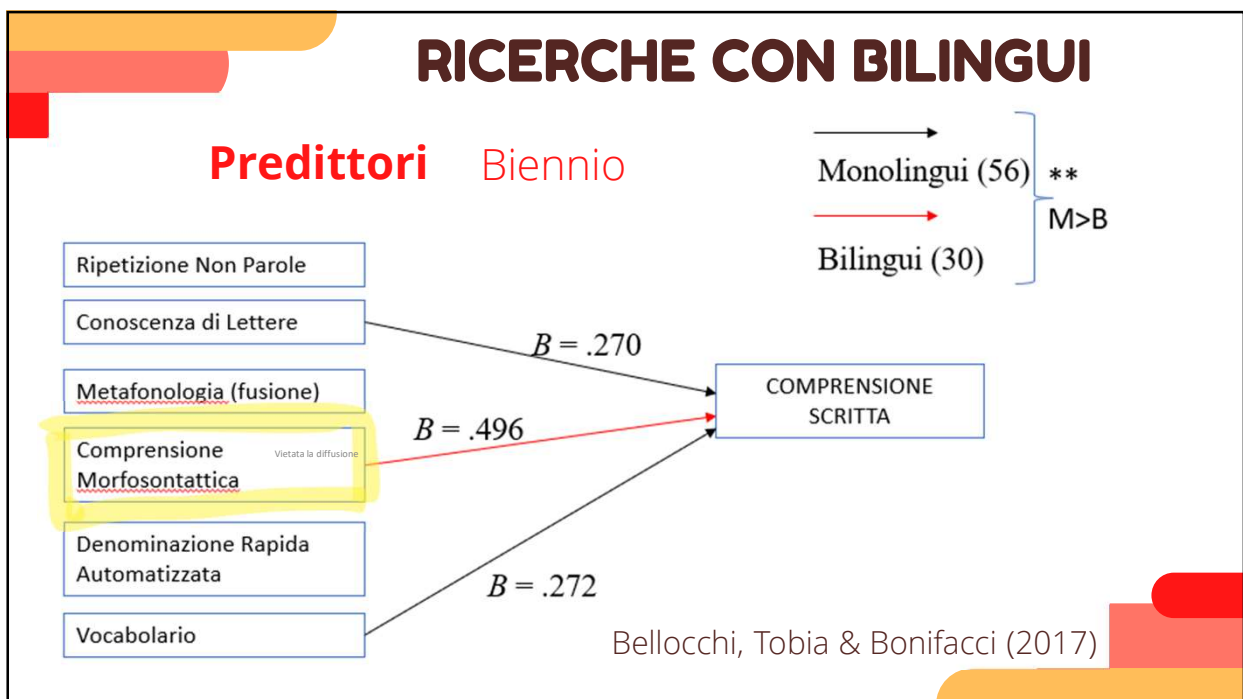 RICERCHE CON BILINGUI
Predittori Biennio
Monolingui (56)
**
M>B
Bilingui (30)
Ripetizione Non Parole
Conoscenza di Lettere
Metafonologia (fusione)
Comprensione
Morfosontattica
Vietata la diffusione
Denominazione Rapida
Automatizzata
Vocabolario
B = .270
B = .496
B = .272
COMPRENSIONE
SCRITTA
Bellocchi, Tobia & Bonifacci (2017)